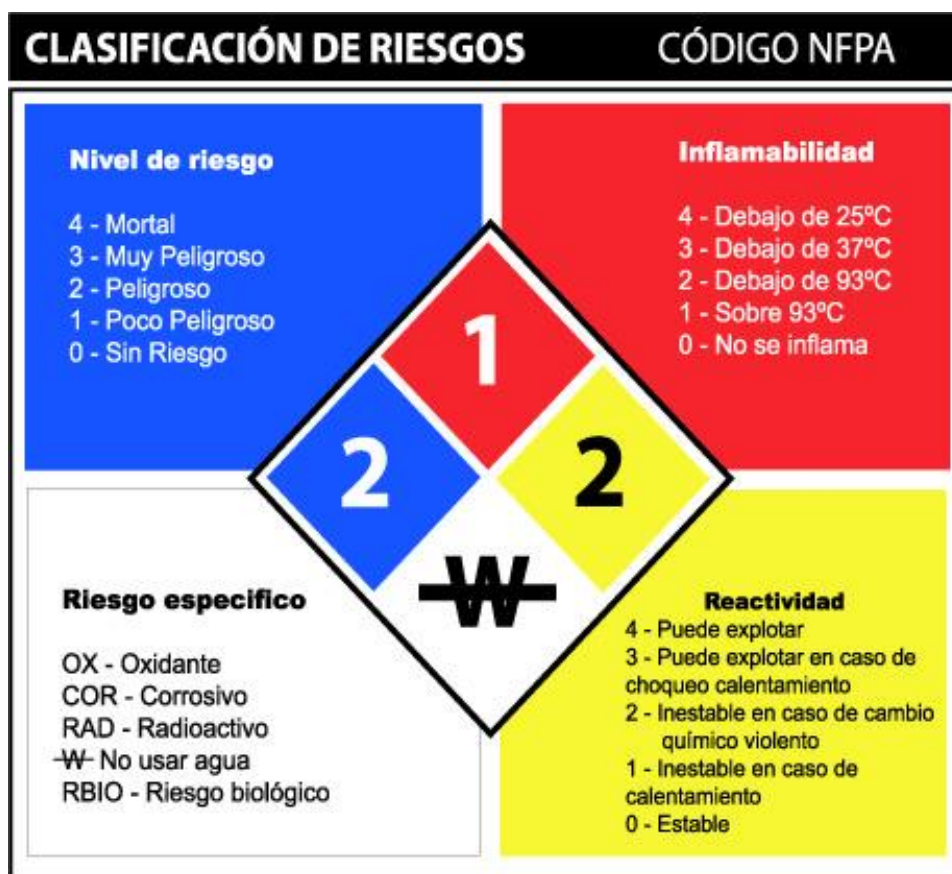 CLASIFICACIÓN DE RIESGOS CÓDIGO NFPA
Nivel de riesgo
4 - Mortal
3 - Muy Peligroso
2 - Peligroso
1 - Poco Peligroso
0 - Sin Riesgo
Inflamabilidad
4 - Debajo de 25ºC
3 - Debajo de 37ºC
2 - Debajo de 93ºC
1 - Sobre 93ºC
0 - No se inflama
1
2
2
W
Riesgo especifico
OX - Oxidante
COR - Corrosivo
RAD - Radioactivo
W No usar agua
RBIO - Riesgo biológico
Reactividad
4 - Puede explotar
3 - Puede explotar en caso de
choqueo calentamiento
2 - Inestable en caso de cambio
químico violento
1 - Inestable en caso de
calentamiento
0 - Estable